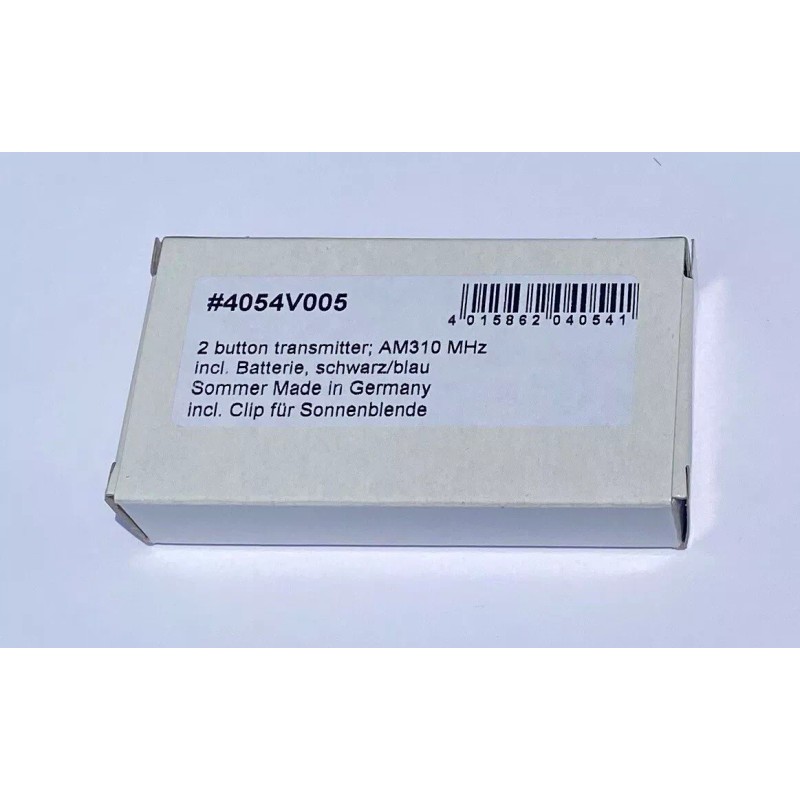 #4054V005
4 015862 040541
2 button transmitter; AM310 MHz
incl. Batterie, schwarz/blau
Sommer Made in Germany
incl. Clip für Sonnenblende